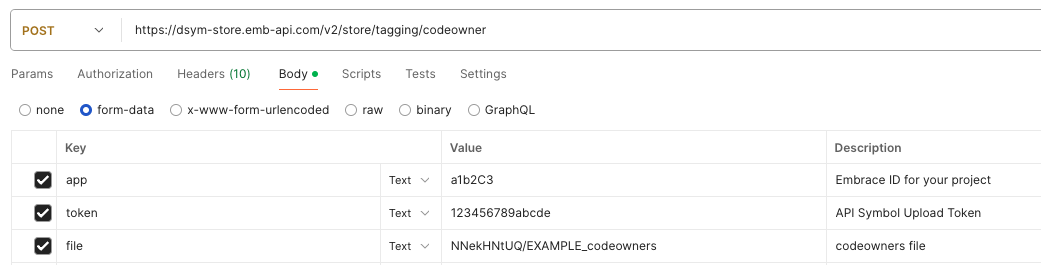 POST https://dsym-store.emb-api.com/v2/store/tagging/codeowner
Params Authorization Headers (10) Body Scripts Tests Settings
none form-data x-www-form-urlencoded raw binary GraphQL
Key Value Description
app Text a1b2C3 Embrace ID for your project
token Text 123456789abcde API Symbol Upload Token
file Text NNekHNtUQ/EXAMPLE_codeowners codeowners file